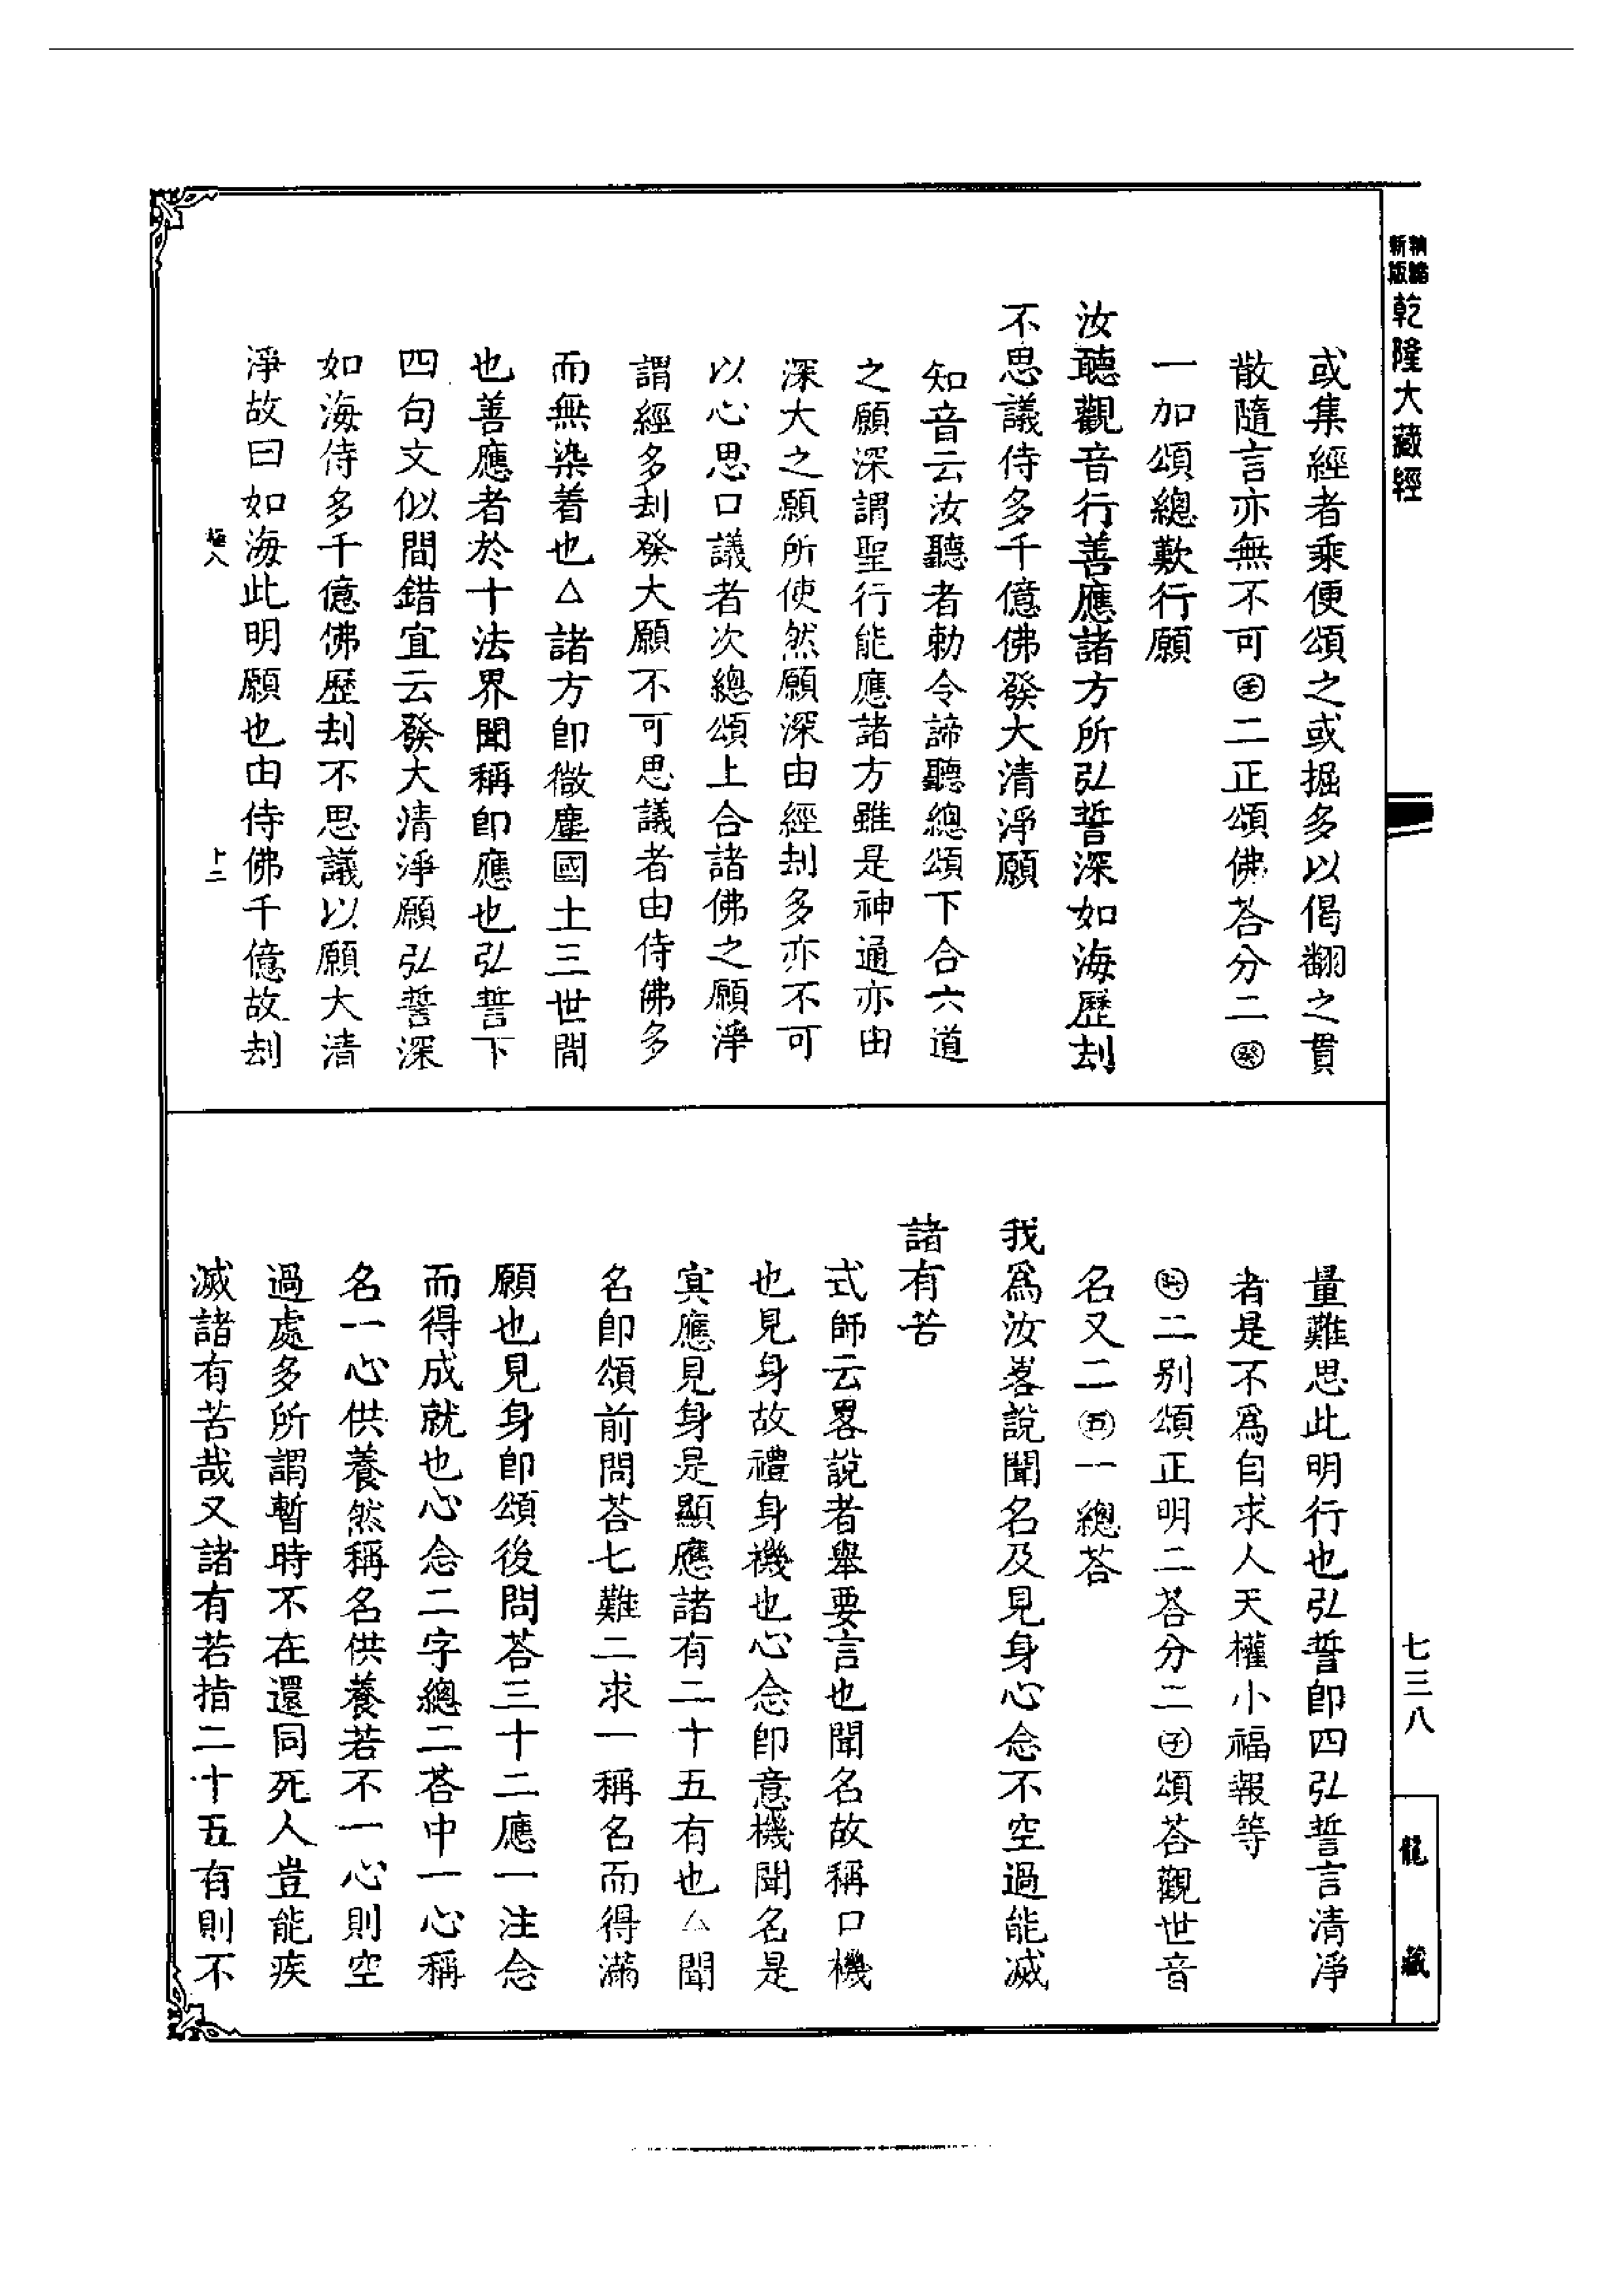 精縮
新版
乾隆大藏經
或集經者乘便頌之或掘多以偈翻之貫
散隨言亦無不可二正頌佛荅分二㊋癸
一加頌總歎行願
汝聽觀音行善應諸方所弘誓深如海歷刦
不思議侍多千億佛發大清淨願
知音云汝聽者勅令諦聽總頌下合六道
之願深謂聖行能應諸方雖是神通亦由
深大之願所使然願深由經刦多亦不可
以心思口議者次總頌上合諸佛之願淨
謂經多刦發大願不可思議者由侍佛多
而無染着也△諸方卽微塵國土三世間
也善應者於十法界聞稱卽應也弘誓下
四句文似間錯宜云發大清淨願弘誓深
如海侍多千億佛歷刦不思議以願大清
淨故曰如海此明願也由侍佛千億故刦
量難思此明行也弘誓卽四弘誓言清淨
者是不爲自求人天權小福報等
二别頌正明二荅分二子頌荅觀世音
名又二五一總荅
我爲汝畧說聞名及見身心念不空過能滅
諸有苦
式師云畧說者舉要言也聞名故稱口機
也見身故禮身機也心念卽意機聞名是
㝠應見身是顯應諸有二十五有也△聞
名卽頌前問荅七難二求一稱名而得滿
願也見身卽頌後問荅三十二應一注念
而得成就也心念二字總二荅中一心稱
名一心供養然稱名供養若不一心則空
過處多所謂暫時不在還同死人豈能疾
滅諸有苦哉又諸有若指二十五有則不
七三八
龍藏